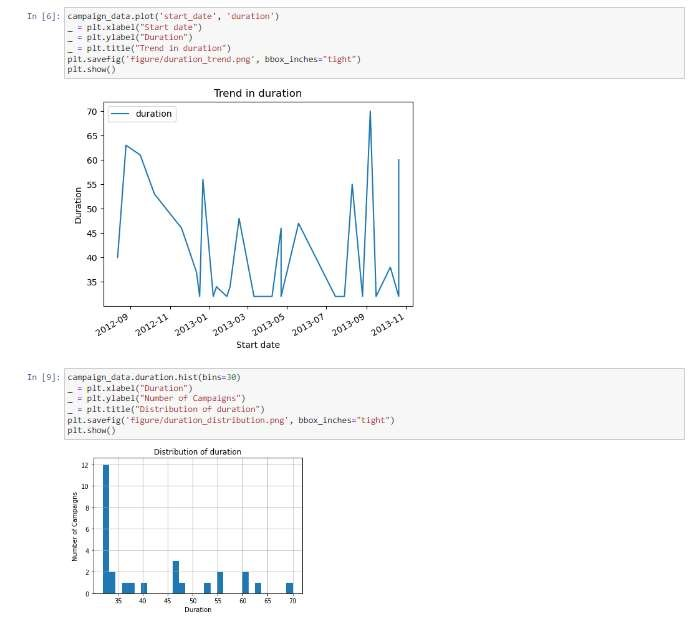 In [6]: campaign_data.plot('start_date', 'duration')
_ = plt.xlabel("Start date")
_ = plt.ylabel("Duration")
_ = plt.title("Trend in duration")
plt.savefig('figure/duration_trend.png', bbox_inches="tight")
plt.show()
Trend in duration
duration
70
65
60
55
50
45
40
35
Duration
2012-09 2012-11 2013-01 2013-03 2013-05 2013-07 2013-09 2013-11
Start date
In [9]: campaign_data.duration.hist(bins=30)
_ = plt.xlabel("Duration")
_ = plt.ylabel("Number of Campaigns")
_ = plt.title("Distribution of duration")
plt.savefig('figure/duration_distribution.png', bbox_inches="tight")
plt.show()
Distribution of duration
12
10
8
6
4
2
0
Number of Campaigns
35 40 45 50 55 60 65 70
Duration